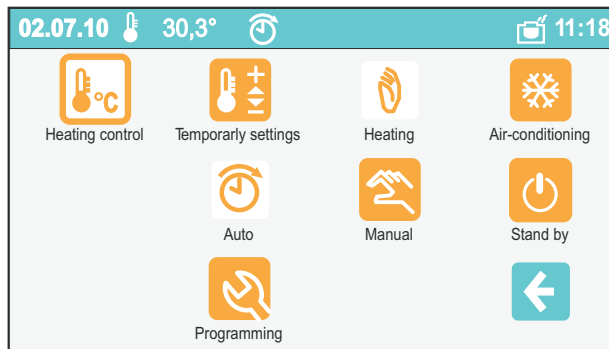 02.07.10 30,3° 11:18
°C
Heating control Temporarly settings Heating Air-conditioning
Auto Manual Stand by
Programming